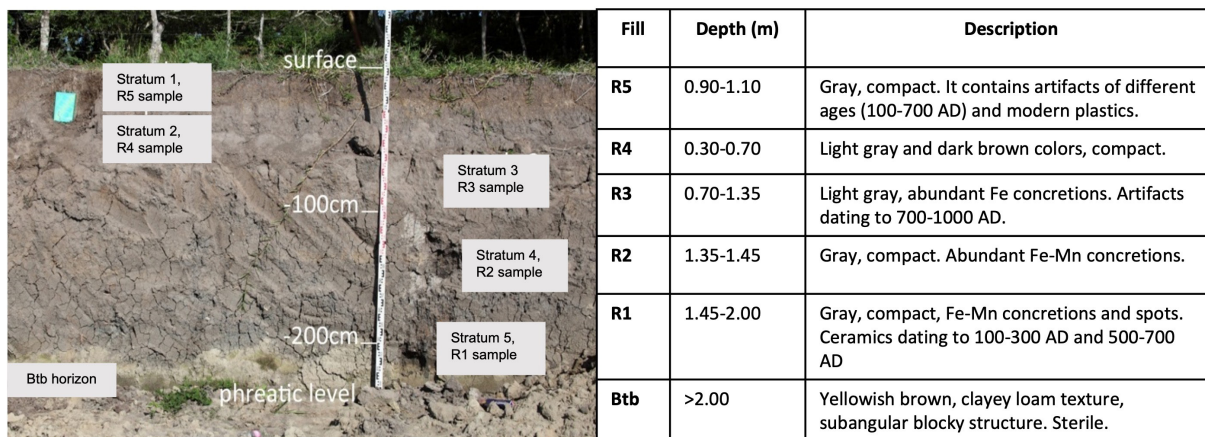 surface
Stratum 1,
R5 sample
Stratum 2,
R4 sample
Stratum 3
R3 sample
-100cm
Stratum 4,
R2 sample
-200cm
Stratum 5,
R1 sample
Btb horizon
phreatic level
Fill Depth (m) Description
R5 0.90-1.10 Gray, compact. It contains artifacts of different
ages (100-700 AD) and modern plastics.
R4 0.30-0.70 Light gray and dark brown colors, compact.
R3 0.70-1.35 Light gray, abundant Fe concretions. Artifacts
dating to 700-1000 AD.
R2 1.35-1.45 Gray, compact. Abundant Fe-Mn concretions.
R1 1.45-2.00 Gray, compact, Fe-Mn concretions and spots.
Ceramics dating to 100-300 AD and 500-700
AD
Btb >2.00 Yellowish brown, clayey loam texture,
subangular blocky structure. Sterile.